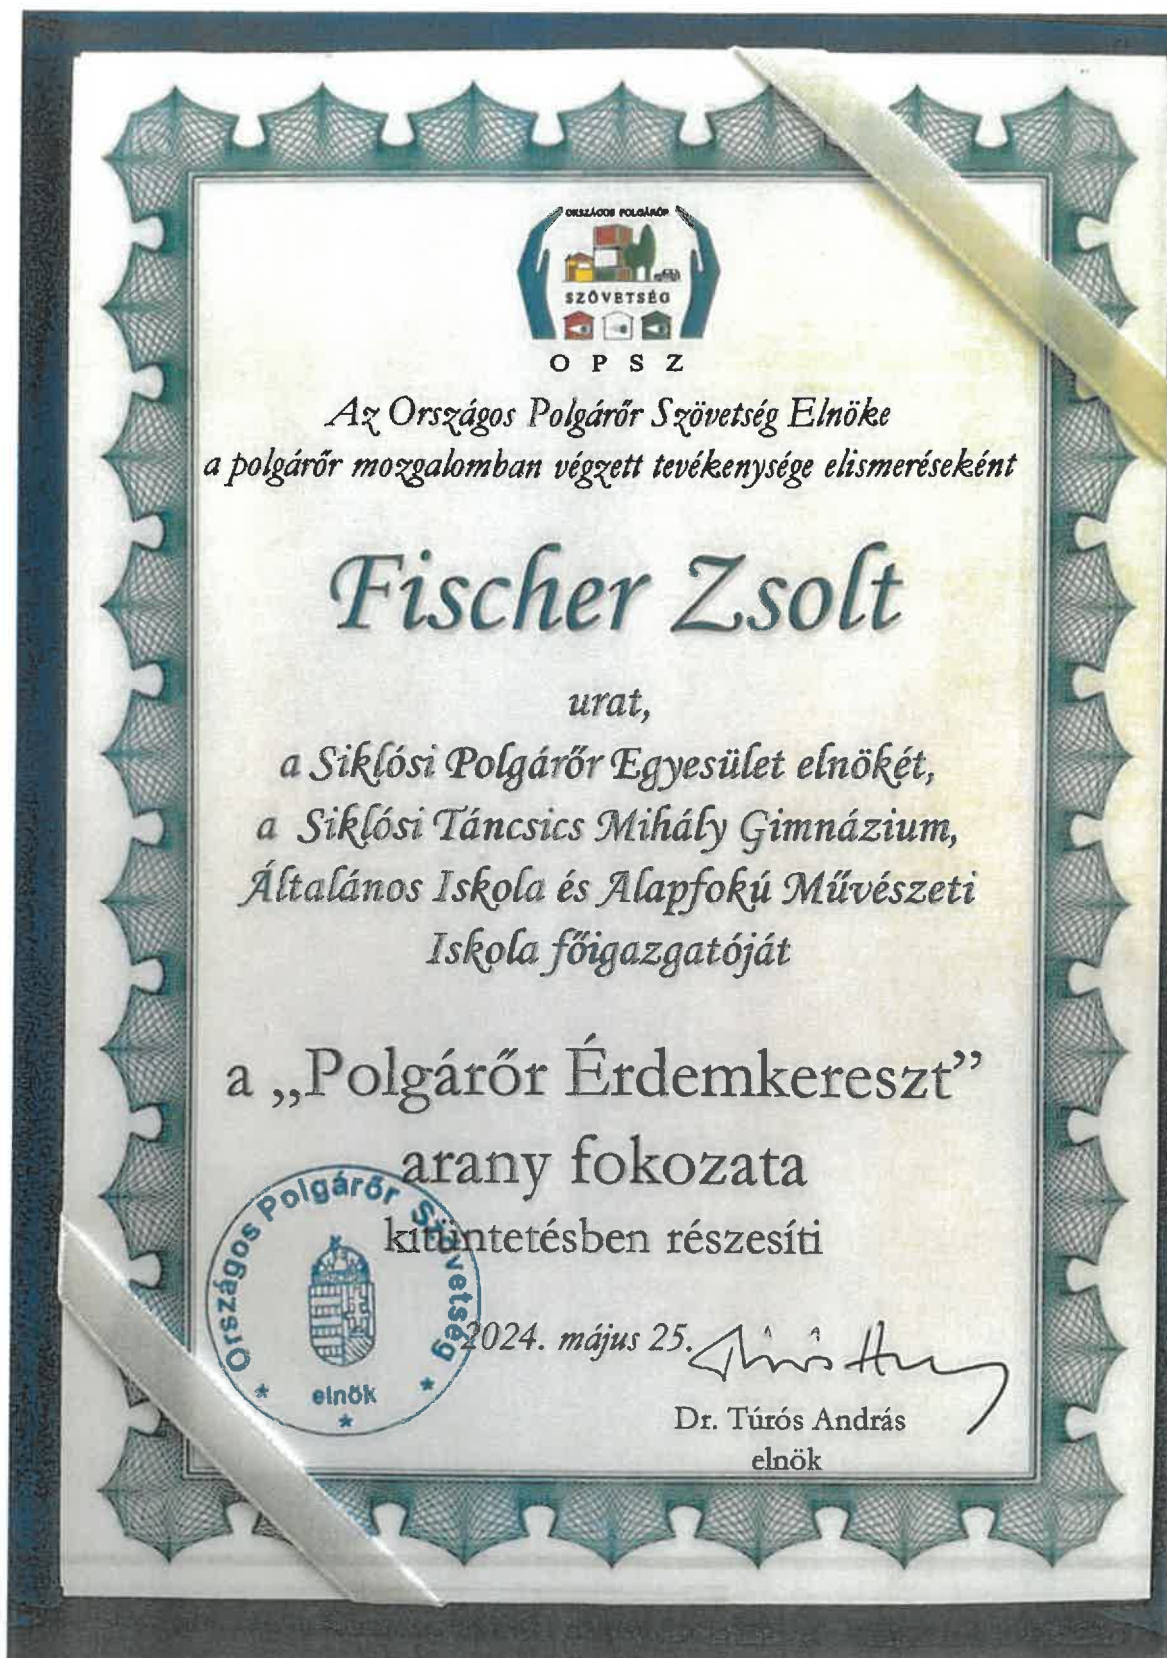 ORSZÁGOS POLGÁRŐR
SZÖVETSÉG
O P S Z
Az Országos Polgárőr Szövetség Elnöke
a polgárőr mozgalomban végzett tevékenysége elismeréseként
Fischer Zsolt
urat,
a Siklósi Polgárőr Egyesület elnökét,
a Siklósi Táncsics Mihály Gimnázium,
Általános Iskola és Alapfokú Művészeti
Iskola főigazgatóját
a „Polgárőr Érdemkereszt”
arany fokozata
kitüntetésben részesíti
Országos Polgárőr Szövetség
elnök
2024. május 25.
Dr. Túrós András
elnök